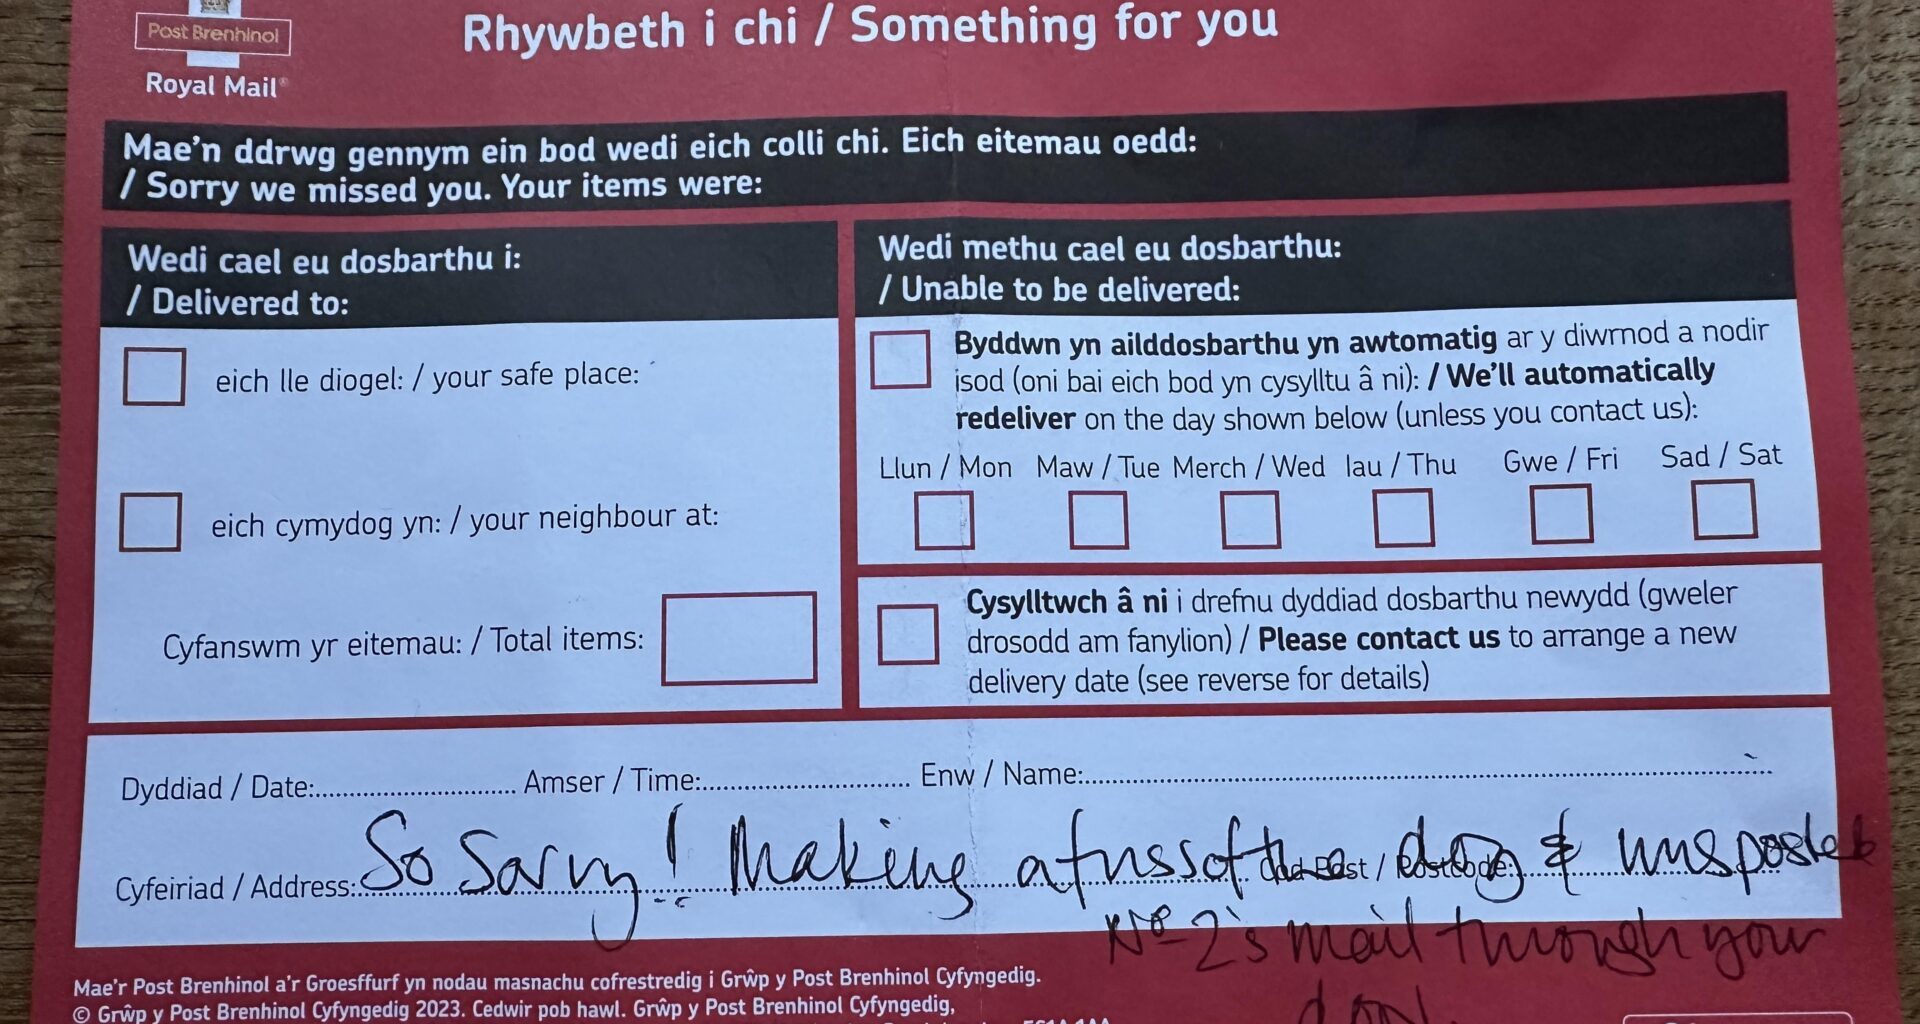 Post Brenhinol
Royal Mail
Rhywbeth i chi / Something for you
Mae'n ddrwg gennym ein bod wedi eich colli chi. Eich eitemau oedd:
/ Sorry we missed you. Your items were:
Wedi cael eu dosbarthu i:
/ Delivered to:
eich lle diogel: / your safe place:
eich cymydog yn: / your neighbour at:
Cyfanswm yr eitemau: / Total items:
Wedi methu cael eu dosbarthu:
/ Unable to be delivered:
Byddwn yn ailddosbarthu yn awtomatig ar y diwrnod a nodir
isod (oni bai eich bod yn cysylltu â ni): / We'll automatically
redeliver on the day shown below (unless you contact us):
Llun / Mon Maw / Tue Merch / Wed Iau / Thu Gwe / Fri Sad / Sat
Cysylltwch â ni i drefnu dyddiad dosbarthu newydd (gweler
drosodd am fanylion) / Please contact us to arrange a new
delivery date (see reverse for details)
Dyddiad / Date: Amser / Time: Enw / Name:
Cyfeiriad / Address: Cod Post / Postcode:
So Sorry! Making a fuss of the dog &
No 2's mail through your
door
Mae'r Post Brenhinol a'r Groesffurf yn nodau masnachu cofrestredig i Grŵp y Post Brenhinol Cyfyngedig.
© Grŵp y Post Brenhinol Cyfyngedig 2023. Cedwir pob hawl. Grŵp y Post Brenhinol Cyfyngedig,